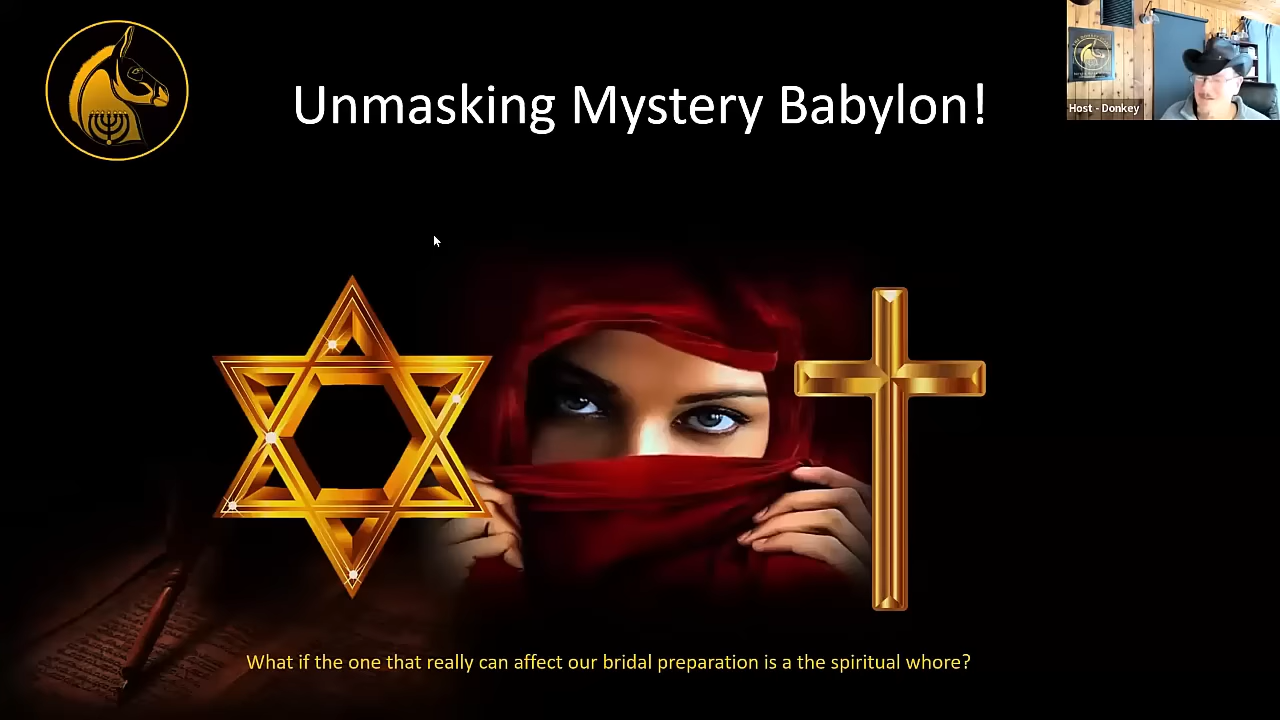 Unmasking Mystery Babylon!
Host - Donkey
What if the one that really can affect our bridal preparation is a the spiritual whore?